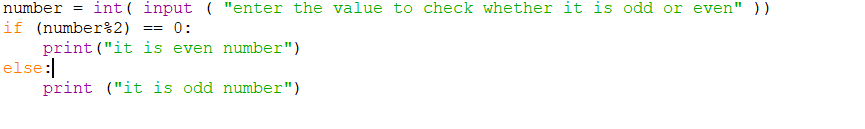 number = int( input ( "enter the value to check whether it is odd or even" ))
if (number%2) == 0:
    print("it is even number")
else:
    print ("it is odd number")